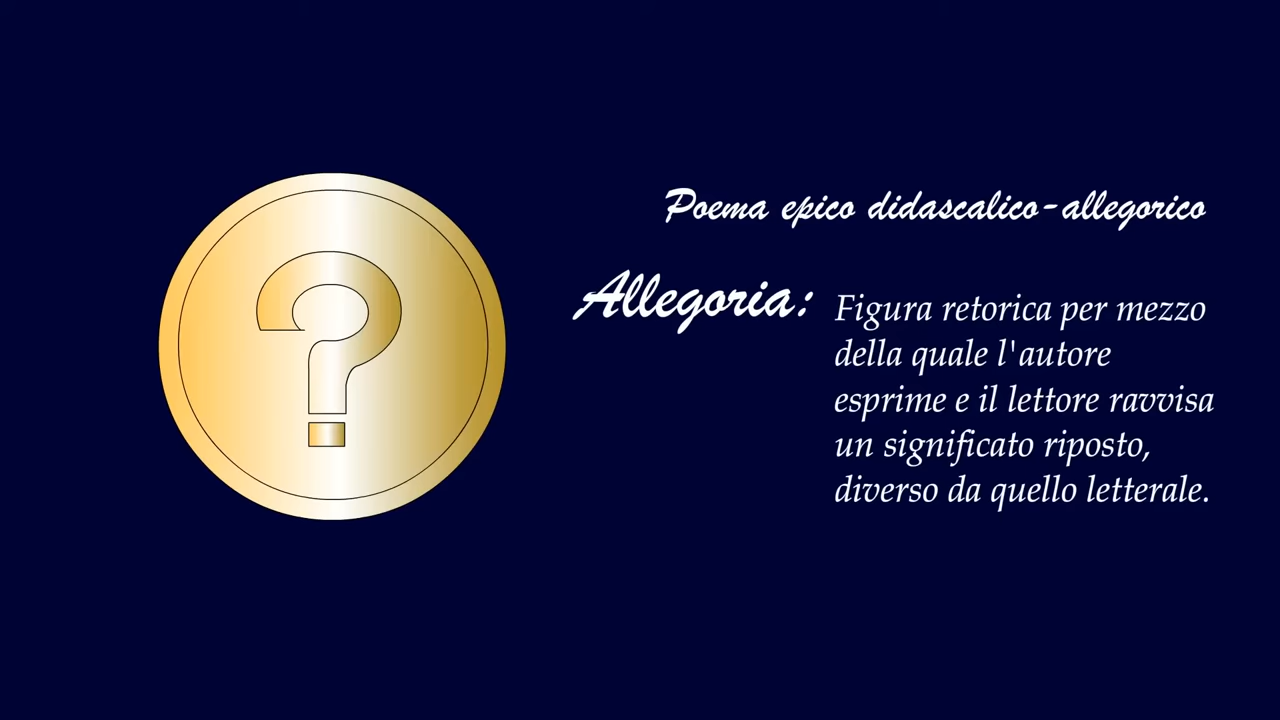 Poema epico didascalico-allegorico
Allegoria:
Figura retorica per mezzo
della quale l'autore
esprime e il lettore ravvisa
un significato riposto,
diverso da quello letterale.
?